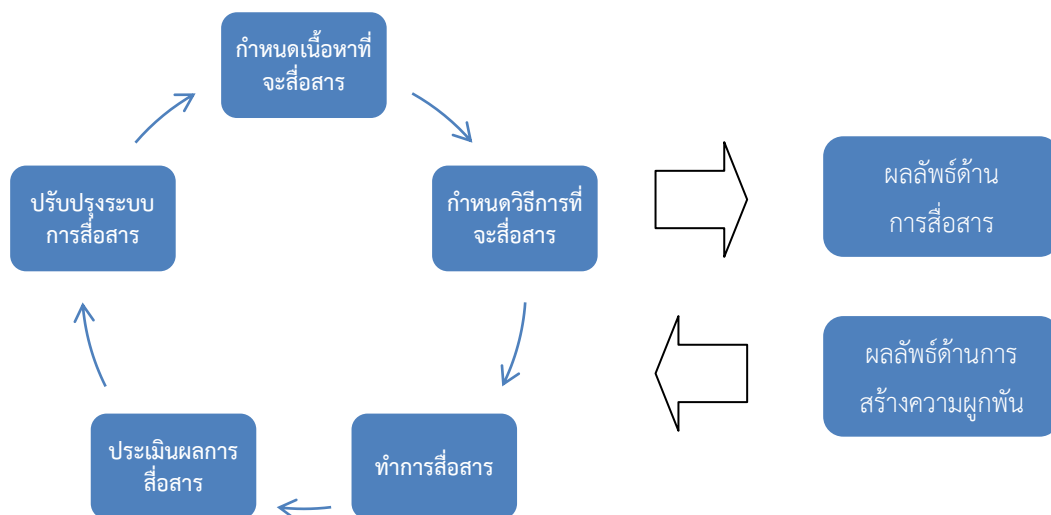 กำหนดเนื้อหาที่
จะสื่อสาร
กำหนดวิธีการที่
จะสื่อสาร
ทำการสื่อสาร
ประเมินผลการ
สื่อสาร
ปรับปรุงระบบ
การสื่อสาร
ผลลัพธ์ด้าน
การสื่อสาร
ผลลัพธ์ด้านการ
สร้างความผูกพัน